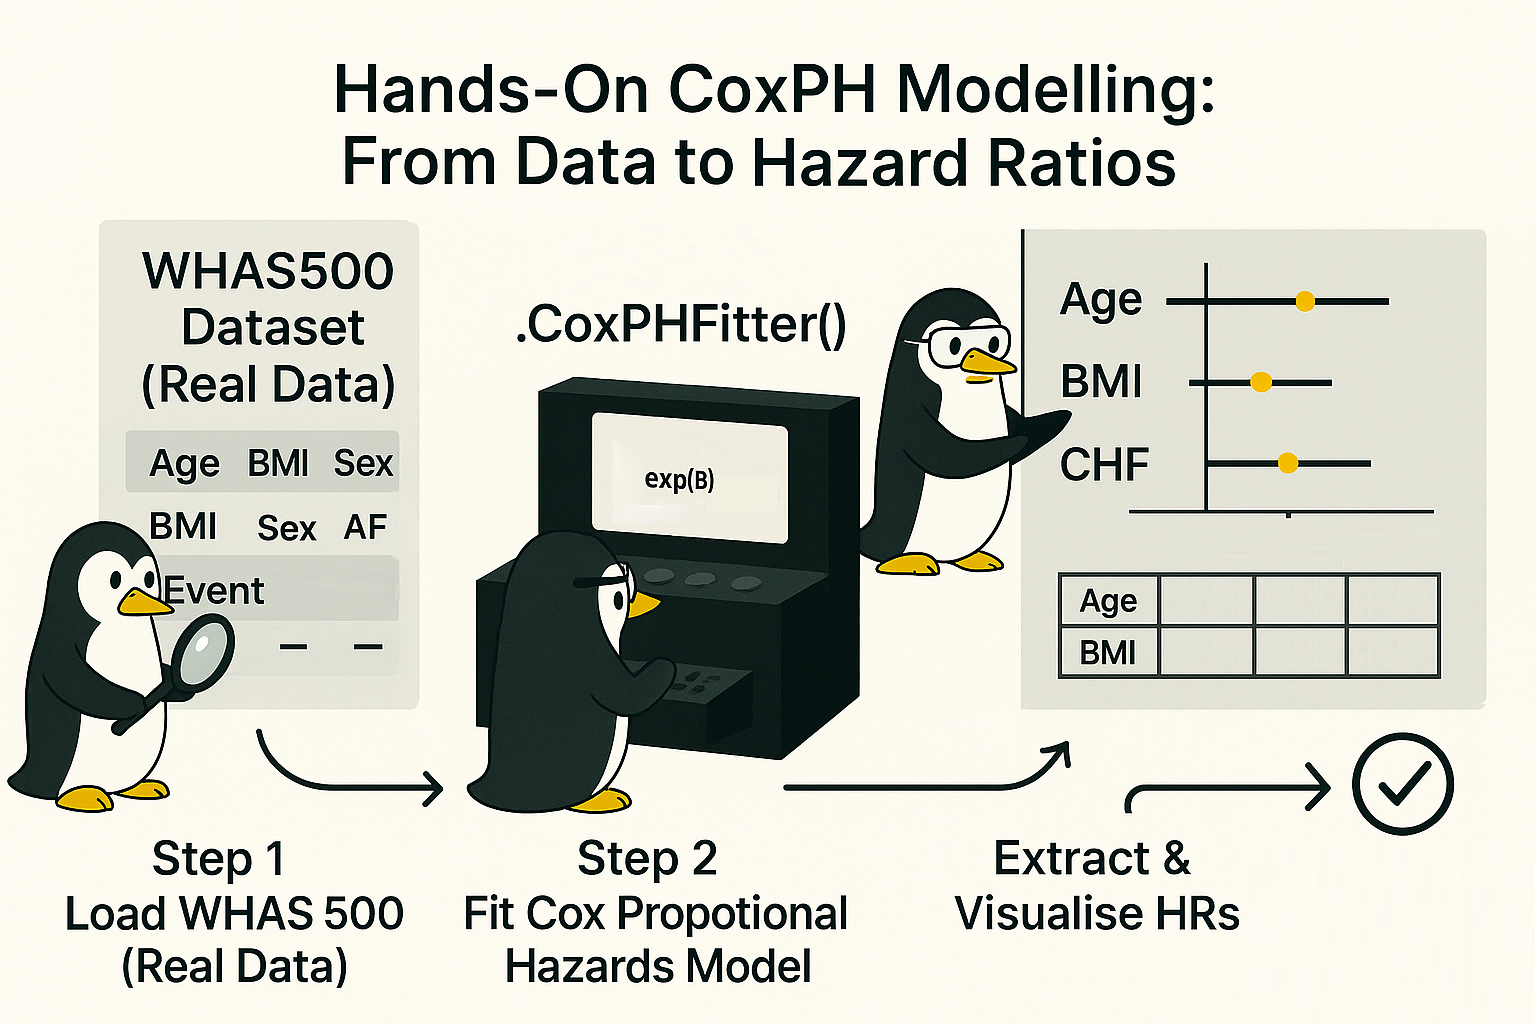 Hands-On CoxPH Modelling:
From Data to Hazard Ratios
WHAS500
Dataset
(Real Data)
Age BMI Sex
BMI Sex AF
Event
— —
.CoxPHFitter()
exp(B)
Age
BMI
CHF
Age
BMI
Step 1
Load WHAS 500
(Real Data)
Step 2
Fit Cox Propotional
Hazards Model
Extract &
Visualise HRs